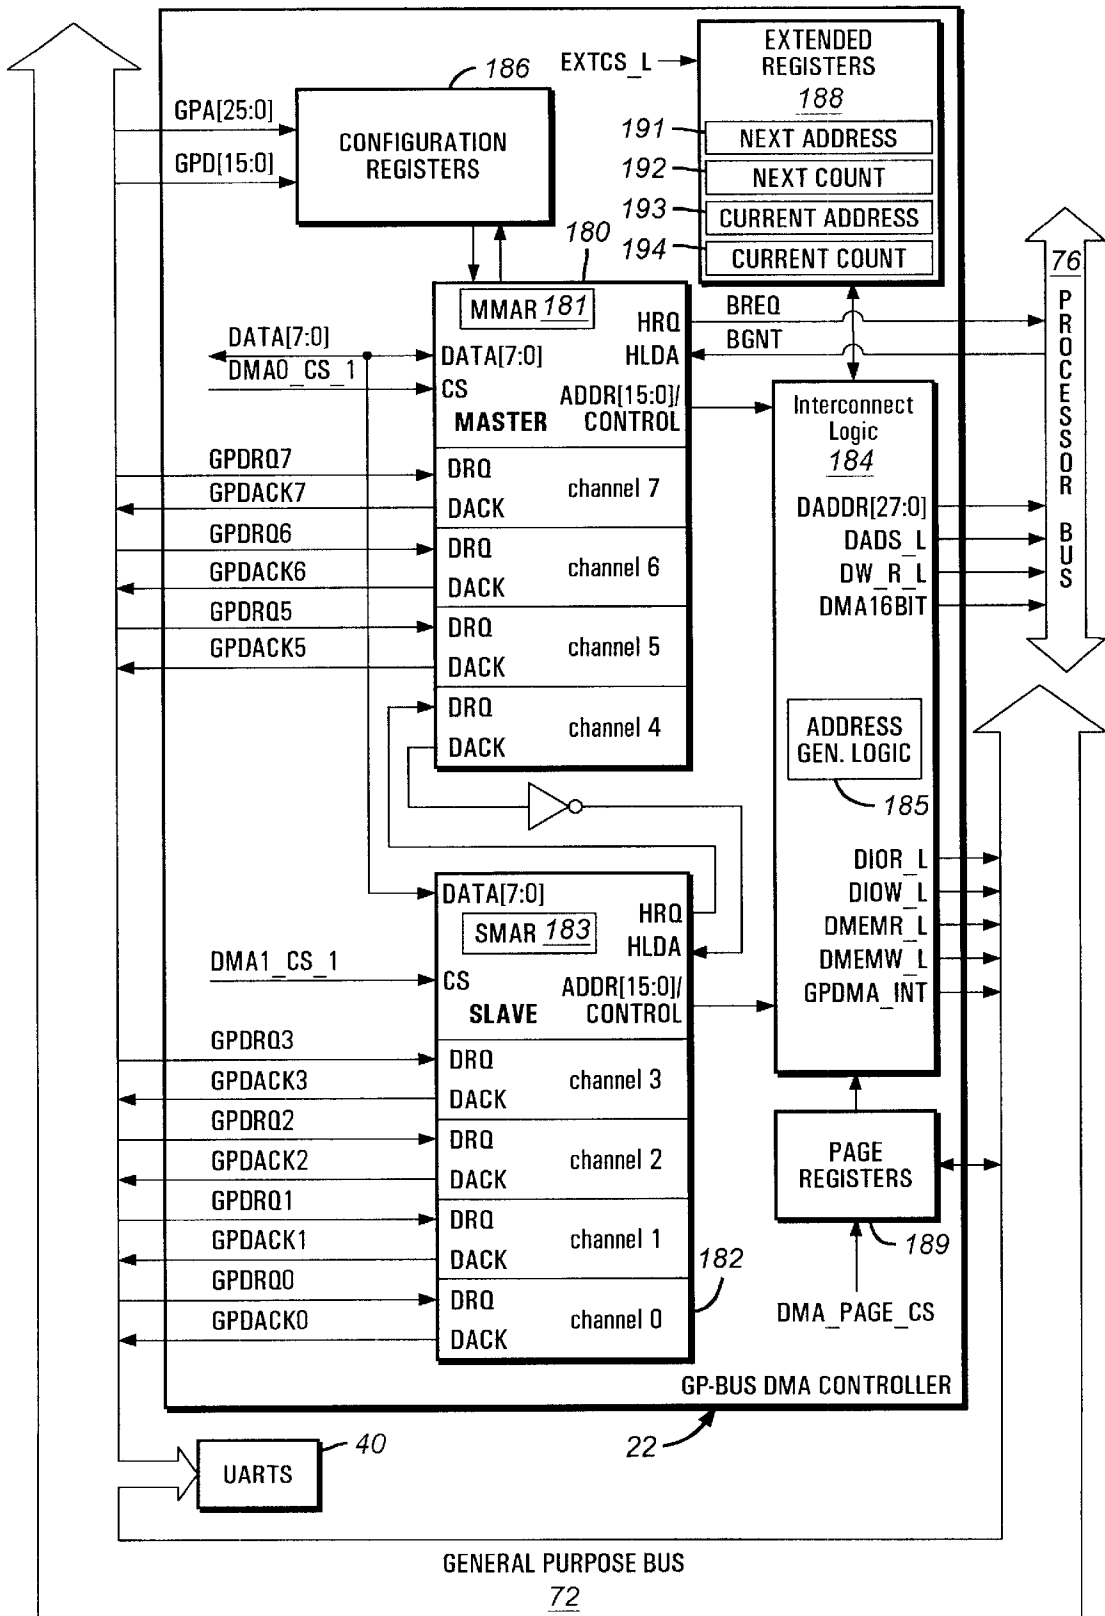 EXTENDED
REGISTERS
188
EXTCS_L
191
NEXT ADDRESS
192
NEXT COUNT
193
CURRENT ADDRESS
194
CURRENT COUNT
186
GPA[25:0]
GPD[15:0]
CONFIGURATION
REGISTERS
180
MMAR 181
HRQ
HLDA
BREQ
BGNT
DATA[7:0]
DATA[7:0]
DMA0_CS_1
CS
ADDR[15:0]/
CONTROL
MASTER
GPDRQ7
DRQ
channel 7
GPDACK7
DACK
GPDRQ6
DRQ
channel 6
GPDACK6
DACK
GPDRQ5
DRQ
channel 5
GPDACK5
DACK
DRQ
channel 4
DACK
76
PROCESSOR BUS
Interconnect
Logic
184
DADDR[27:0]
DADS_L
DW_R_L
DMA16BIT
ADDRESS
GEN. LOGIC
185
DIOR_L
DIOW_L
DMEMR_L
DMEMW_L
GPDMA_INT
DATA[7:0]
HRQ
SMAR 183
HLDA
DMA1_CS_1
CS
ADDR[15:0]/
CONTROL
SLAVE
GPDRQ3
DRQ
channel 3
GPDACK3
DACK
GPDRQ2
DRQ
channel 2
GPDACK2
DACK
GPDRQ1
DRQ
channel 1
GPDACK1
DACK
GPDRQ0
DRQ
channel 0
GPDACK0
DACK
182
PAGE
REGISTERS
189
DMA_PAGE_CS
GP-BUS DMA CONTROLLER
22
40
UARTS
GENERAL PURPOSE BUS
72